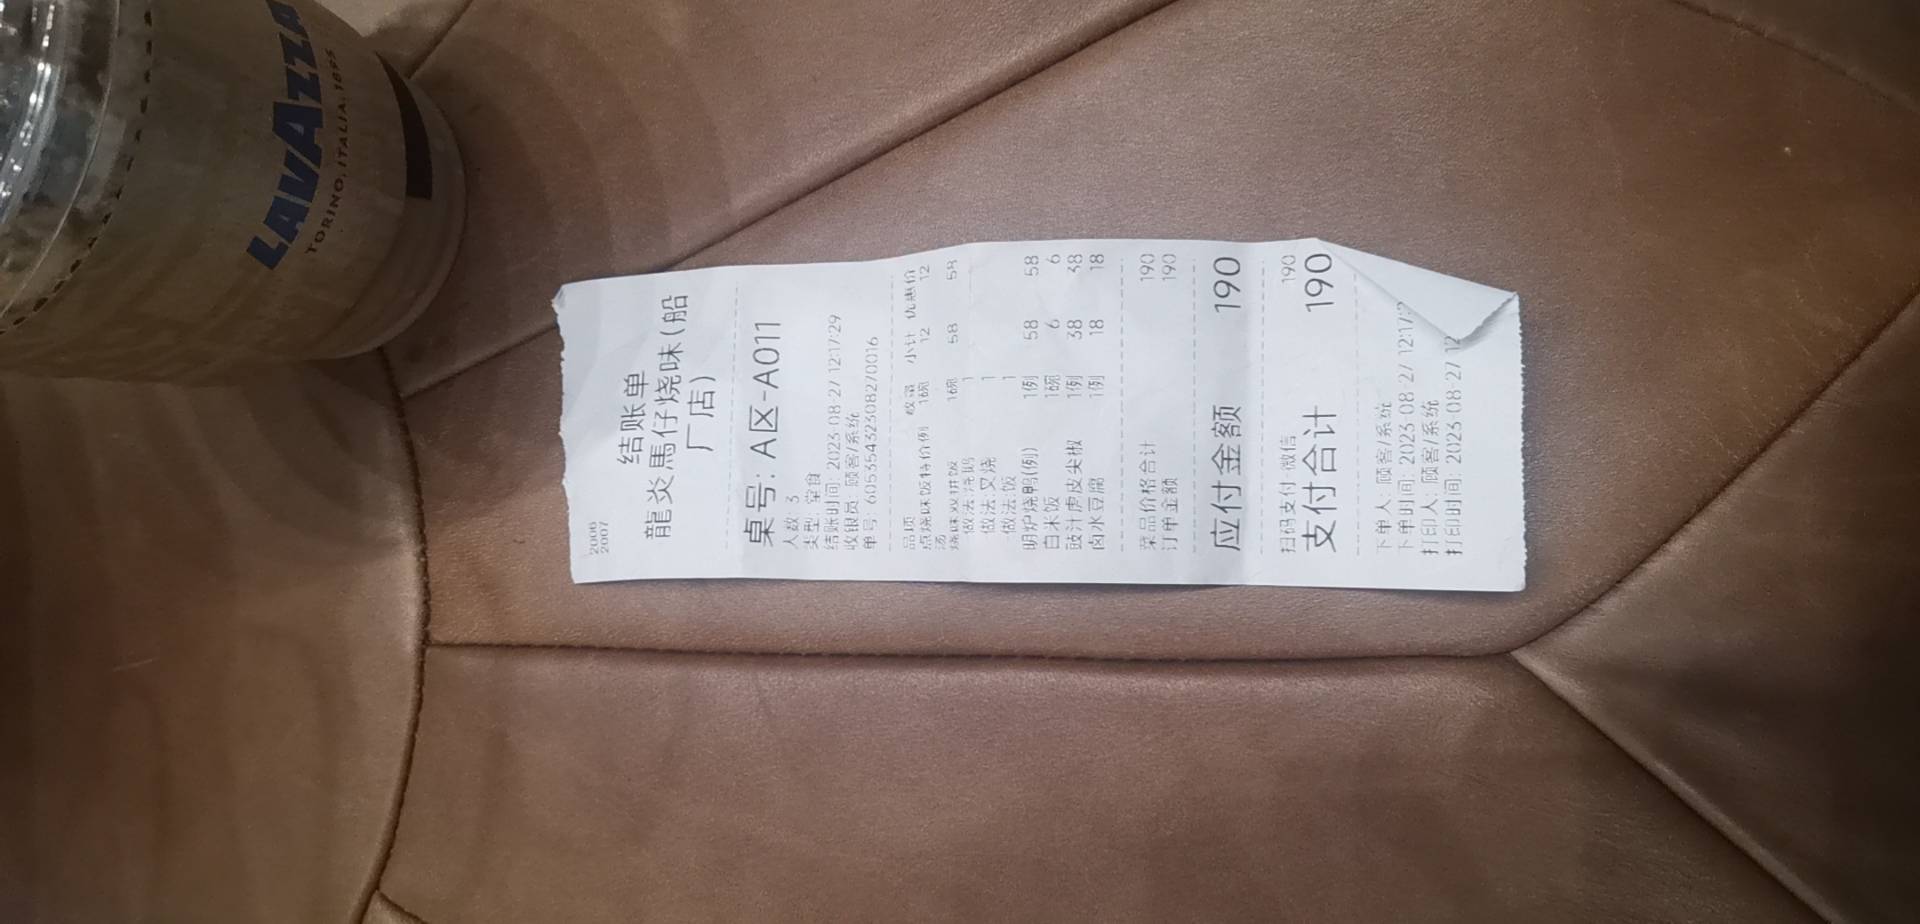 LAVAZZA
TORINO, ITALIA, 1895
2006
2007
结账单
龍炎馬仔烧味(船
厂店)
桌号: A区-A011
人数: 3
类型: 堂食
结账时间: 2023-08-27 12:17:29
收银员: 顾客/系统
单号: 60535432308270016
品项 数量 小计 优惠价
点烧味饭特价例 1碗 12 12
汤
烧味双拼饭 1碗 58 58
做法:烧鹅 1
做法:叉烧 1
做法:饭 1
明炉烧鸭(例) 1例 58 58
白米饭 1碗 6 6
豉汁虎皮尖椒 1例 38 38
卤水豆腐 1例 18 18
菜品价格合计 190
订单金额 190
应付金额 190
扫码支付-微信 190
支付合计 190
下单人: 顾客/系统
下单时间: 2023-08-27 12:17:2
打印人: 顾客/系统
打印时间: 2023-08-27 12